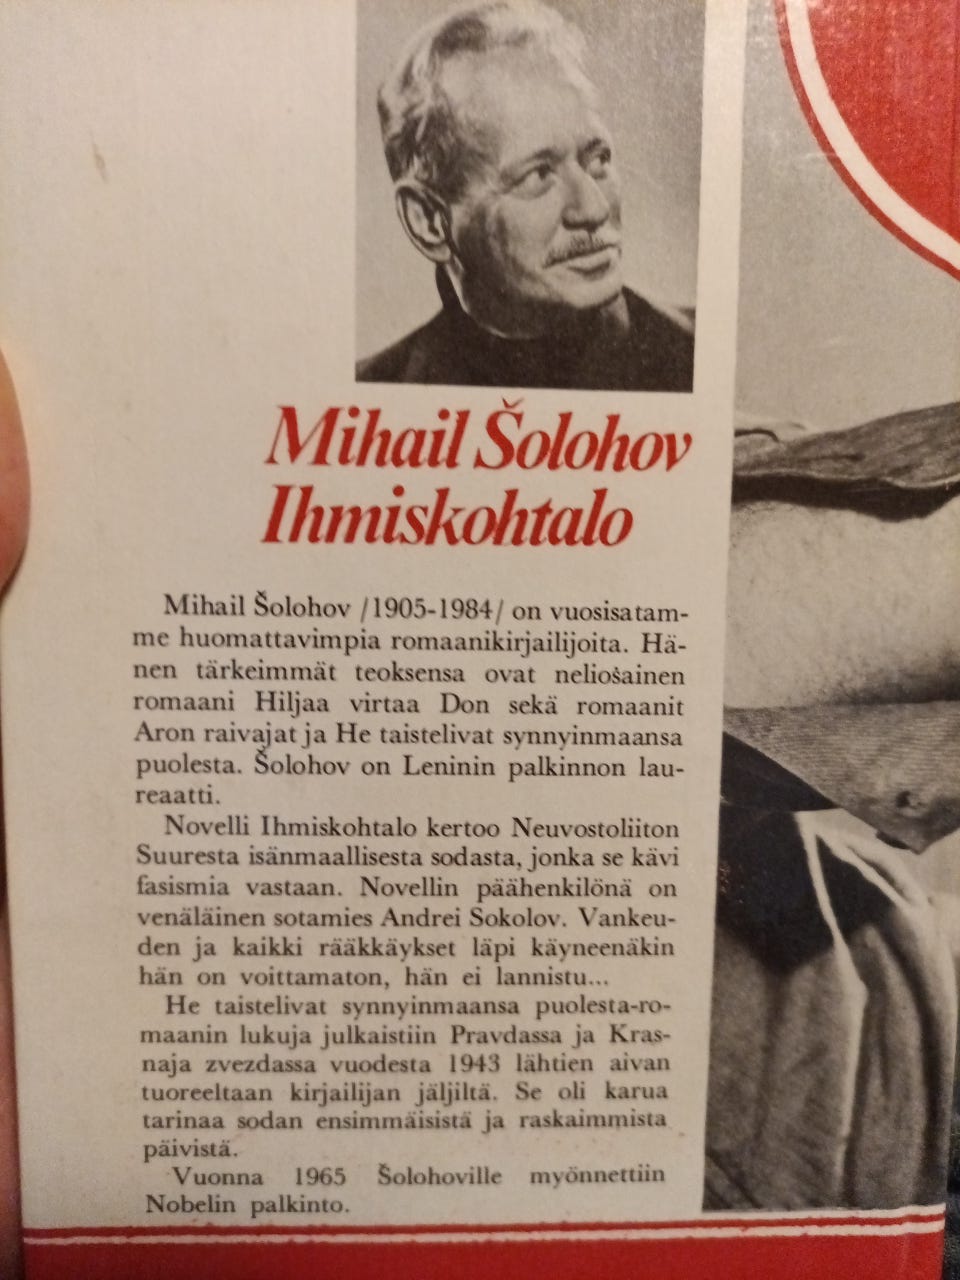 Mihail Šolohov
Ihmiskohtalo
Mihail Šolohov /1905-1984/ on vuosisatam-
me huomattavimpia romaanikirjailijoita. Hä-
nen tärkeimmät teoksensa ovat neliosainen
romaani Hiljaa virtaa Don sekä romaanit
Aron raivajat ja He taistelivat synnyinmaansa
puolesta. Šolohov on Leninin palkinnon lau-
reaatti.
Novelli Ihmiskohtalo kertoo Neuvostoliiton
Suuresta isänmaallisesta sodasta, jonka se kävi
fasismia vastaan. Novellin päähenkilönä on
venäläinen sotamies Andrei Sokolov. Vankeu-
den ja kaikki rääkkäykset läpi käyneenäkin
hän on voittamaton, hän ei lannistu...
He taistelivat synnyinmaansa puolesta-ro-
maanin lukuja julkaistiin Pravdassa ja Kras-
naja zvezdassa vuodesta 1943 lähtien aivan
tuoreeltaan kirjailijan jäljiltä. Se oli karua
tarinaa sodan ensimmäisistä ja raskaimmista
päivistä.
Vuonna 1965 Šolohoville myönnettiin
Nobelin palkinto.